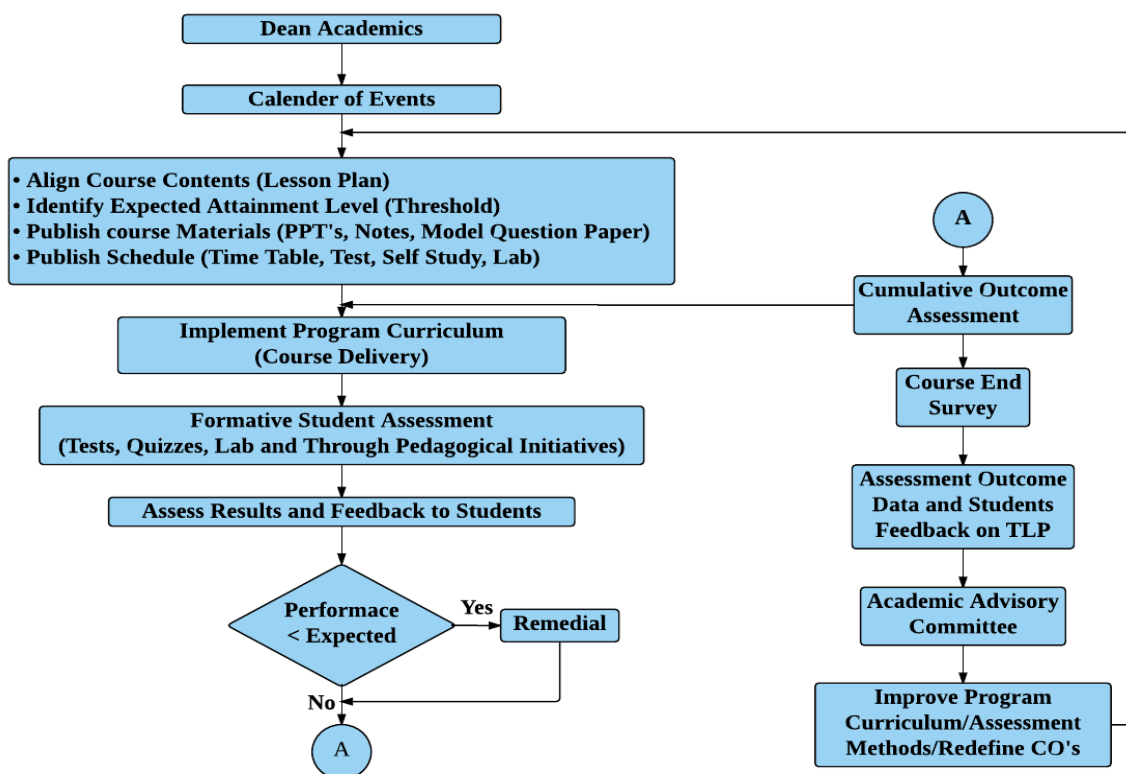 Dean Academics
Calender of Events
• Align Course Contents (Lesson Plan)
• Identify Expected Attainment Level (Threshold)
• Publish course Materials (PPT's, Notes, Model Question Paper)
• Publish Schedule (Time Table, Test, Self Study, Lab)
Implement Program Curriculum
(Course Delivery)
Formative Student Assessment
(Tests, Quizzes, Lab and Through Pedagogical Initiatives)
Assess Results and Feedback to Students
Performace
< Expected
Yes
Remedial
No
A
A
Cumulative Outcome
Assessment
Course End
Survey
Assessment Outcome
Data and Students
Feedback on TLP
Academic Advisory
Committee
Improve Program
Curriculum/Assessment
Methods/Redefine CO's